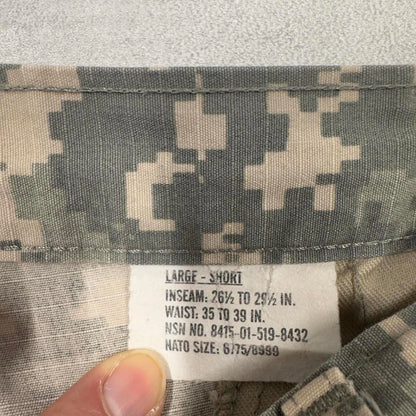 LARGE - SHORT
INSEAM: 26½ TO 29½ IN.
WAIST: 35 TO 39 IN.
NSN NO. 8415-01-519-8432
NATO SIZE: 6775/8999